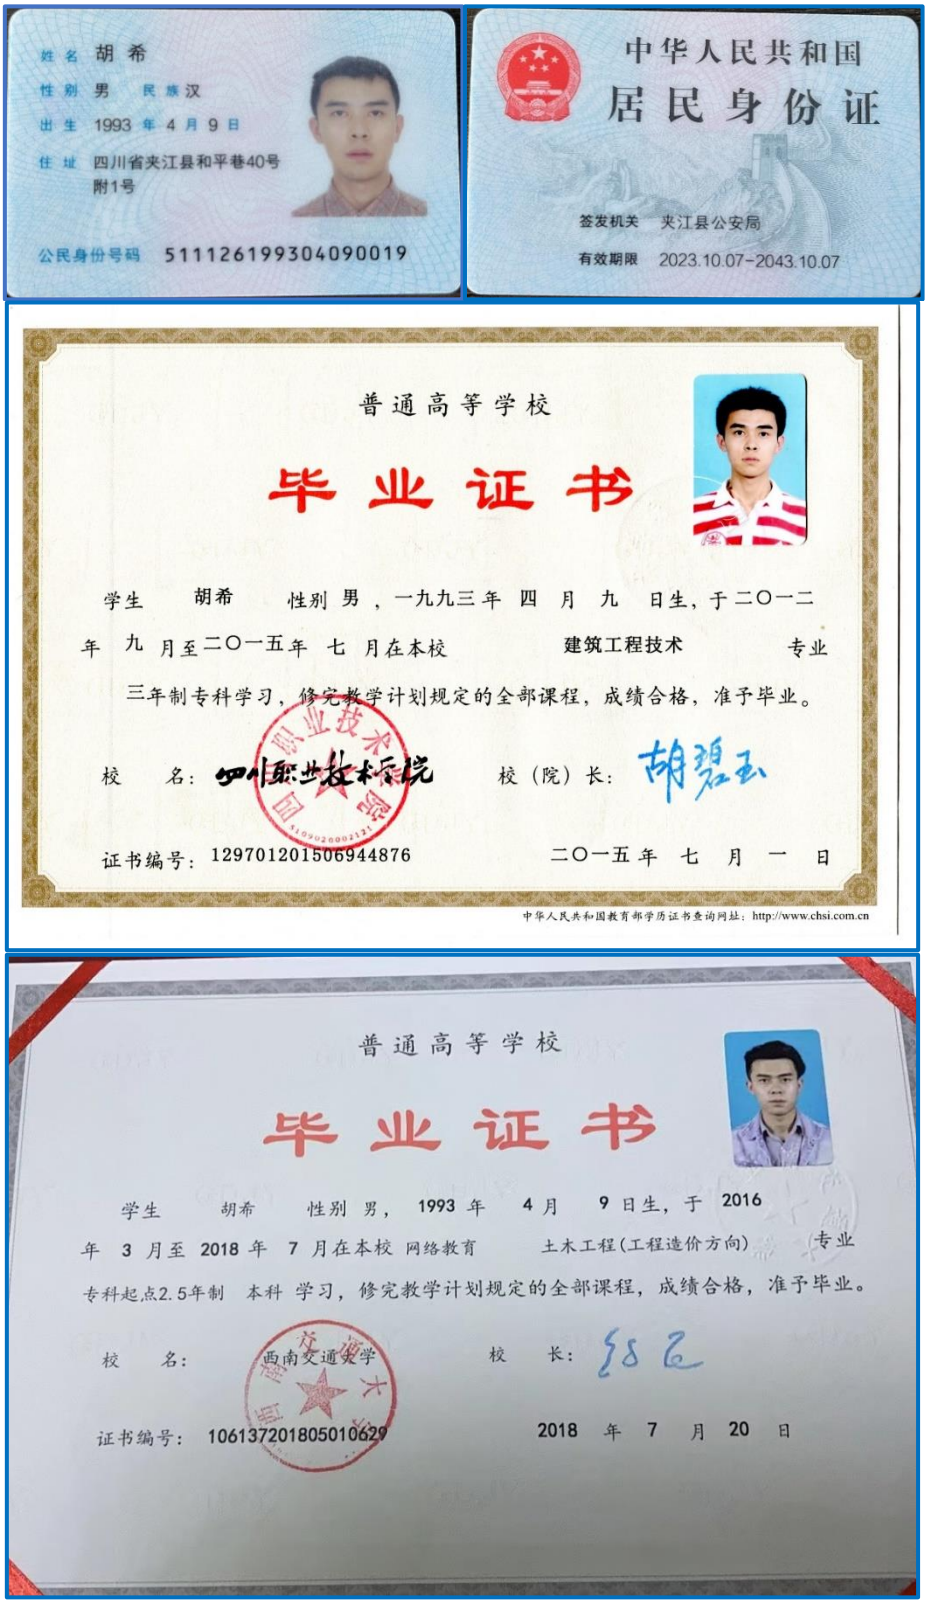 姓名 胡希
性别 男 民族 汉
出生 1993 年 4 月 9 日
住址 四川省夹江县和平巷40号
附1号
公民身份号码 511126199304090019
中华人民共和国
居民身份证
签发机关 夹江县公安局
有效期限 2023.10.07-2043.10.07
普通高等学校
毕业证书
学生 胡希 性别 男 ，一九九三 年 四 月 九 日生，于 二〇一二
年 九 月至 二〇一五 年 七 月在本校 建筑工程技术 专业
三年制专科学习，修完教学计划规定的全部课程，成绩合格，准予毕业。
四川职业技术学院
5109026002121
校 名： 四川职业技术学院 校（院）长： 胡碧玉
证书编号： 129701201506944876 二〇一五 年 七 月 一 日
中华人民共和国教育部学历证书查询网址：http://www.chsi.com.cn
普通高等学校
毕业证书
学生 胡希 性别 男， 1993 年 4 月 9 日生，于 2016
年 3 月至 2018 年 7 月在本校 网络教育 土木工程(工程造价方向) 专业
专科起点2.5年制 本科 学习，修完教学计划规定的全部课程，成绩合格，准予毕业。
西南交通大学
校 名： 西南交通大学 校 长：
证书编号： 106137201805010629 2018 年 7 月 20 日